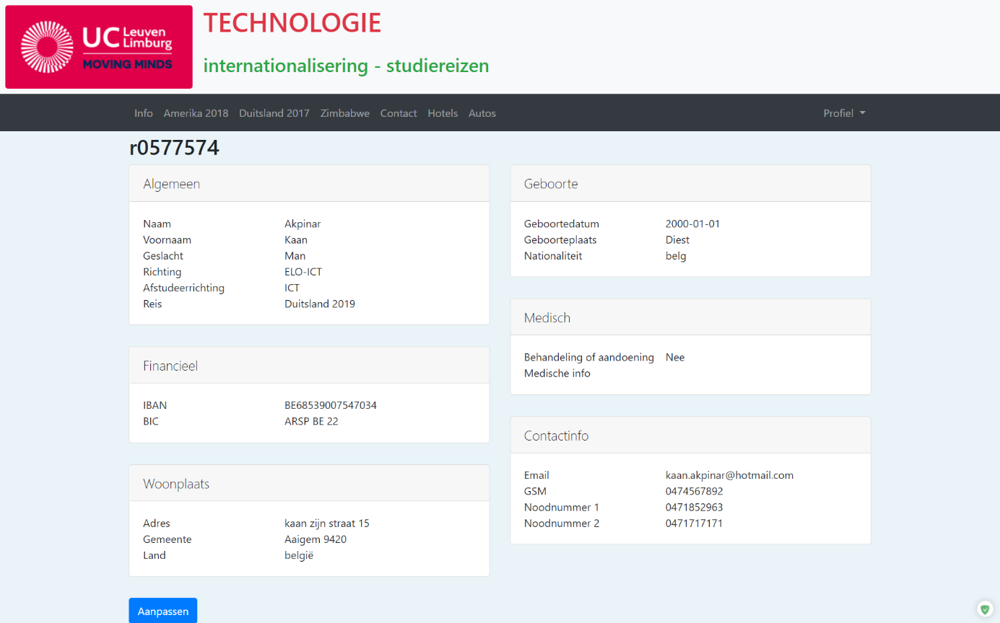 UC Leuven Limburg
MOVING MINDS
TECHNOLOGIE
internationalisering - studiereizen
Info Amerika 2018 Duitsland 2017 Zimbabwe Contact Hotels Autos Profiel
r0577574
Algemeen
Naam Akpinar
Voornaam Kaan
Geslacht Man
Richting ELO-ICT
Afstudeerrichting ICT
Reis Duitsland 2019
Financieel
IBAN BE68539007547034
BIC ARSP BE 22
Woonplaats
Adres kaan zijn straat 15
Gemeente Aaigem 9420
Land belgië
Aanpassen
Geboorte
Geboortedatum 2000-01-01
Geboorteplaats Diest
Nationaliteit belg
Medisch
Behandeling of aandoening Nee
Medische info
Contactinfo
Email kaan.akpinar@hotmail.com
GSM 0474567892
Noodnummer 1 0471852963
Noodnummer 2 0471717171